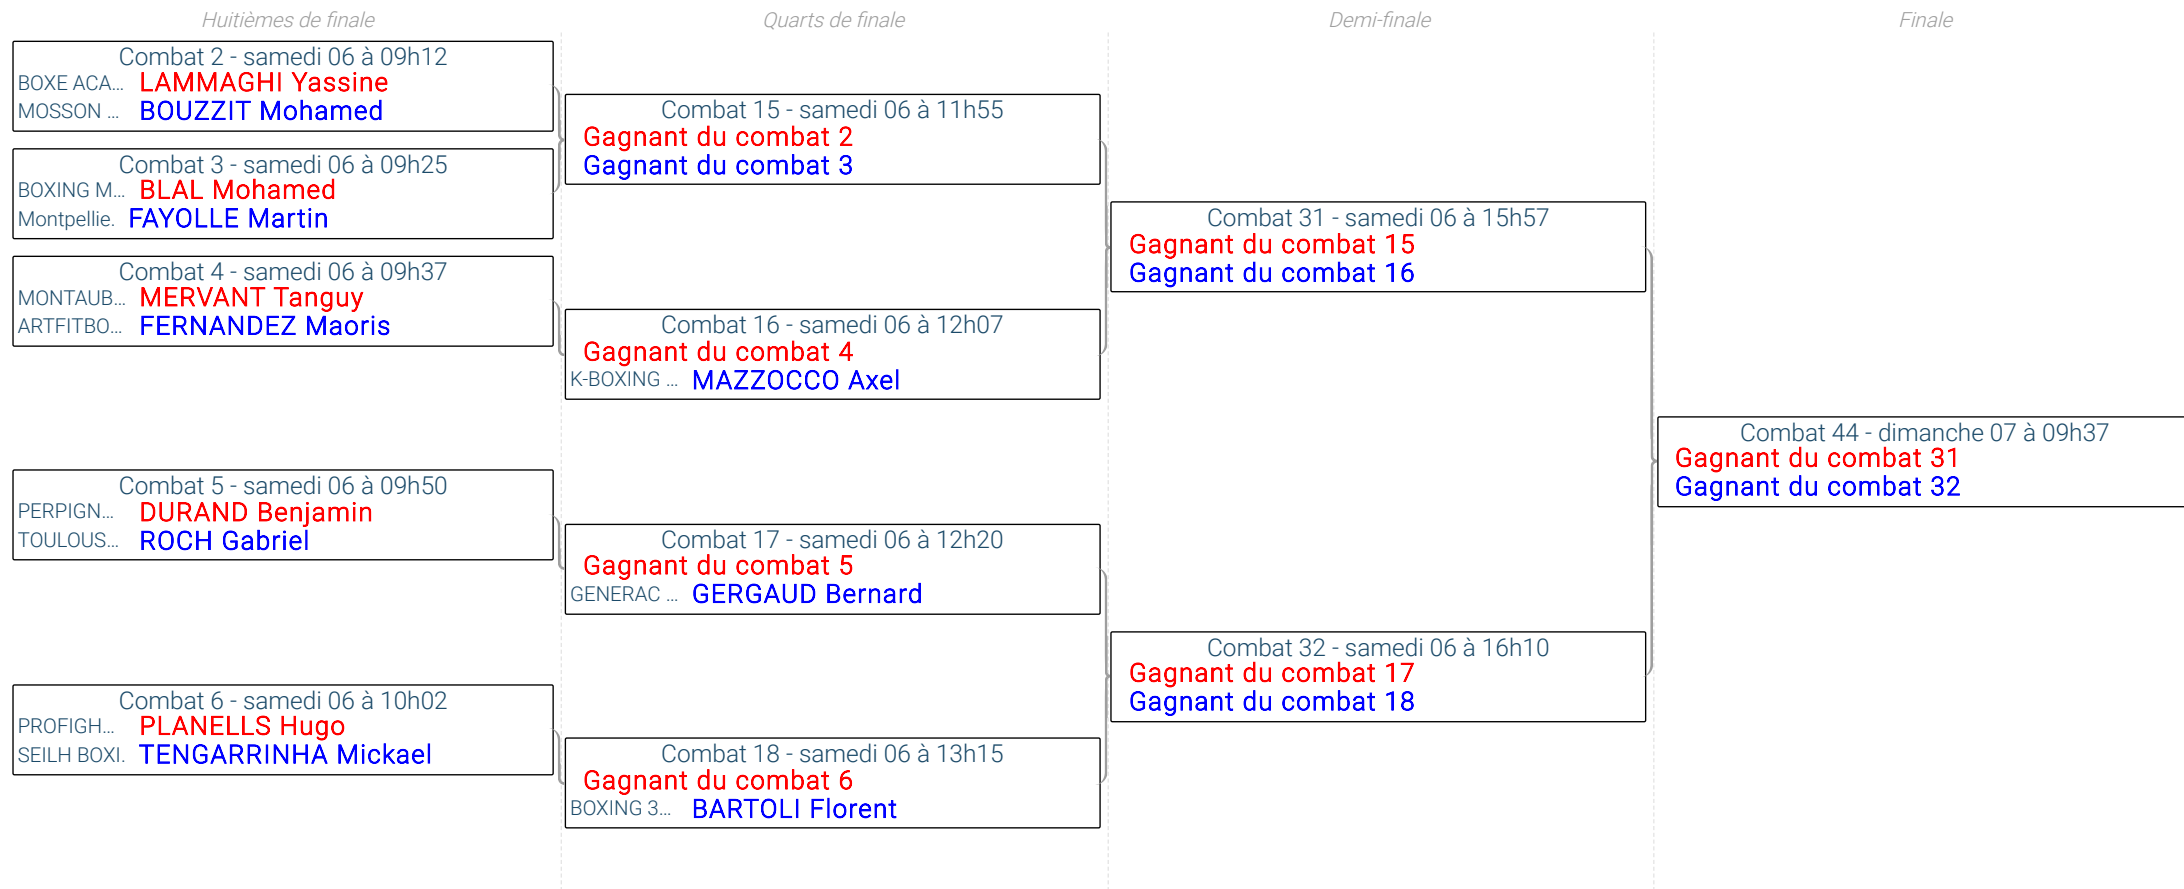 Huitièmes de finale
Quarts de finale
Demi-finale
Finale
Combat 2 - samedi 06 à 09h12
BOXE ACA... LAMMAGHI Yassine
MOSSON ... BOUZZIT Mohamed
Combat 3 - samedi 06 à 09h25
BOXING M... BLAL Mohamed
Montpellie. FAYOLLE Martin
Combat 4 - samedi 06 à 09h37
MONTAUB... MERVANT Tanguy
ARTFITBO... FERNANDEZ Maoris
Combat 5 - samedi 06 à 09h50
PERPIGN... DURAND Benjamin
TOULOUS... ROCH Gabriel
Combat 6 - samedi 06 à 10h02
PROFIGH... PLANELLS Hugo
SEILH BOXI. TENGARRINHA Mickael
Combat 15 - samedi 06 à 11h55
Gagnant du combat 2
Gagnant du combat 3
Combat 16 - samedi 06 à 12h07
Gagnant du combat 4
K-BOXING ... MAZZOCCO Axel
Combat 17 - samedi 06 à 12h20
Gagnant du combat 5
GENERAC ... GERGAUD Bernard
Combat 18 - samedi 06 à 13h15
Gagnant du combat 6
BOXING 3... BARTOLI Florent
Combat 31 - samedi 06 à 15h57
Gagnant du combat 15
Gagnant du combat 16
Combat 32 - samedi 06 à 16h10
Gagnant du combat 17
Gagnant du combat 18
Combat 44 - dimanche 07 à 09h37
Gagnant du combat 31
Gagnant du combat 32